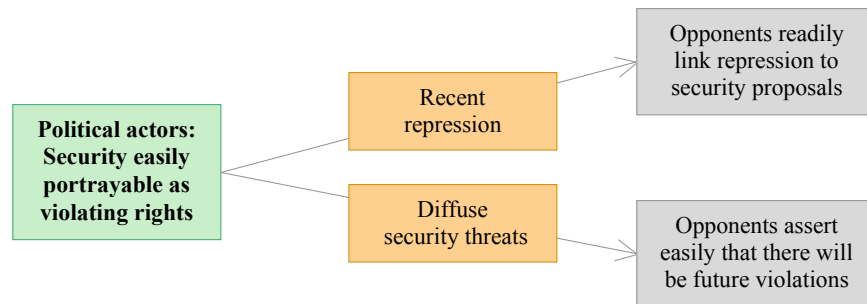 Political actors:
Security easily
portrayable as
violating rights
Recent
repression
Diffuse
security threats
Opponents readily
link repression to
security proposals
Opponents assert
easily that there will
be future violations